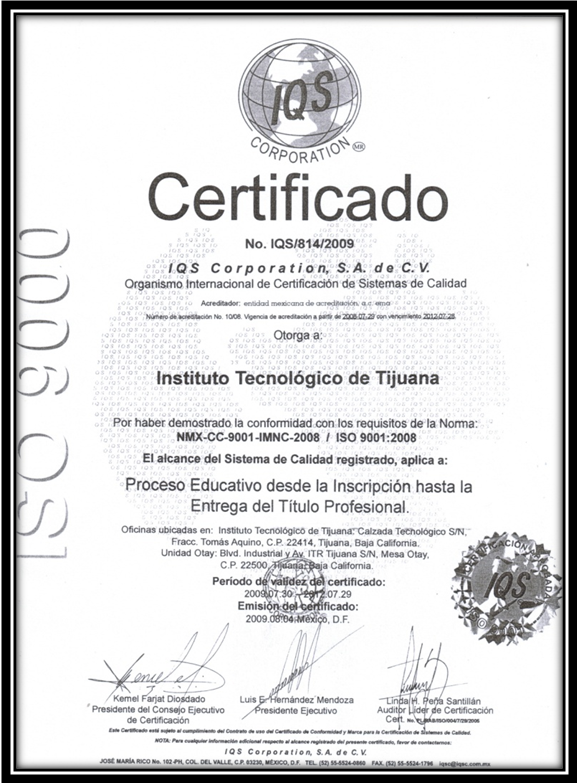 IQS
CORPORATION MR
Certificado
ISO 9000
No. IQS/814/2009
IQS Corporation, S.A. de C.V.
Organismo Internacional de Certificación de Sistemas de Calidad
Acreditador: entidad mexicana de acreditación, a.c. ema
Número de acreditación No. 10/08. Vigencia de acreditación a partir de 2008-07-29 con vencimiento 2012-07-28.
Otorga a:
Instituto Tecnológico de Tijuana
Por haber demostrado la conformidad con los requisitos de la Norma:
NMX-CC-9001-IMNC-2008 / ISO 9001:2008
El alcance del Sistema de Calidad registrado, aplica a:
Proceso Educativo desde la Inscripción hasta la
Entrega del Título Profesional.
Oficinas ubicadas en: Instituto Tecnológico de Tijuana: Calzada Tecnológico S/N,
Fracc. Tomás Aquino, C.P. 22414, Tijuana, Baja California.
Unidad Otay: Blvd. Industrial y Av. ITR Tijuana S/N, Mesa Otay,
C.P. 22500, Tijuana, Baja California.
Período de validez del certificado:
2009.07.30 - 2012.07.29
Emisión del certificado:
2009.08.04 México, D.F.
IQS
Kemel Farjat Diosdado
Presidente del Consejo Ejecutivo
de Certificación
Luis E. Hernández Mendoza
Presidente Ejecutivo
Linda H. Peña Santillán
Auditor Líder de Certificación
Cert.
Este Certificado está sujeto al cumplimiento del Contrato de uso del Certificado de Conformidad y Marca para la Certificación de Sistemas de Calidad.
NOTA: Para cualquier información adicional respecto al alcance registrado del presente certificado, favor de contactarnos:
IQS Corporation, S.A. de C.V.
JOSÉ MARÍA RICO No. 102-PH, COL. DEL VALLE, C.P. 03230, MÉXICO, D.F. TEL. (52) 55-5524-0860 FAX. (52) 55-5524-1796 iqsc@iqsc.com.mx